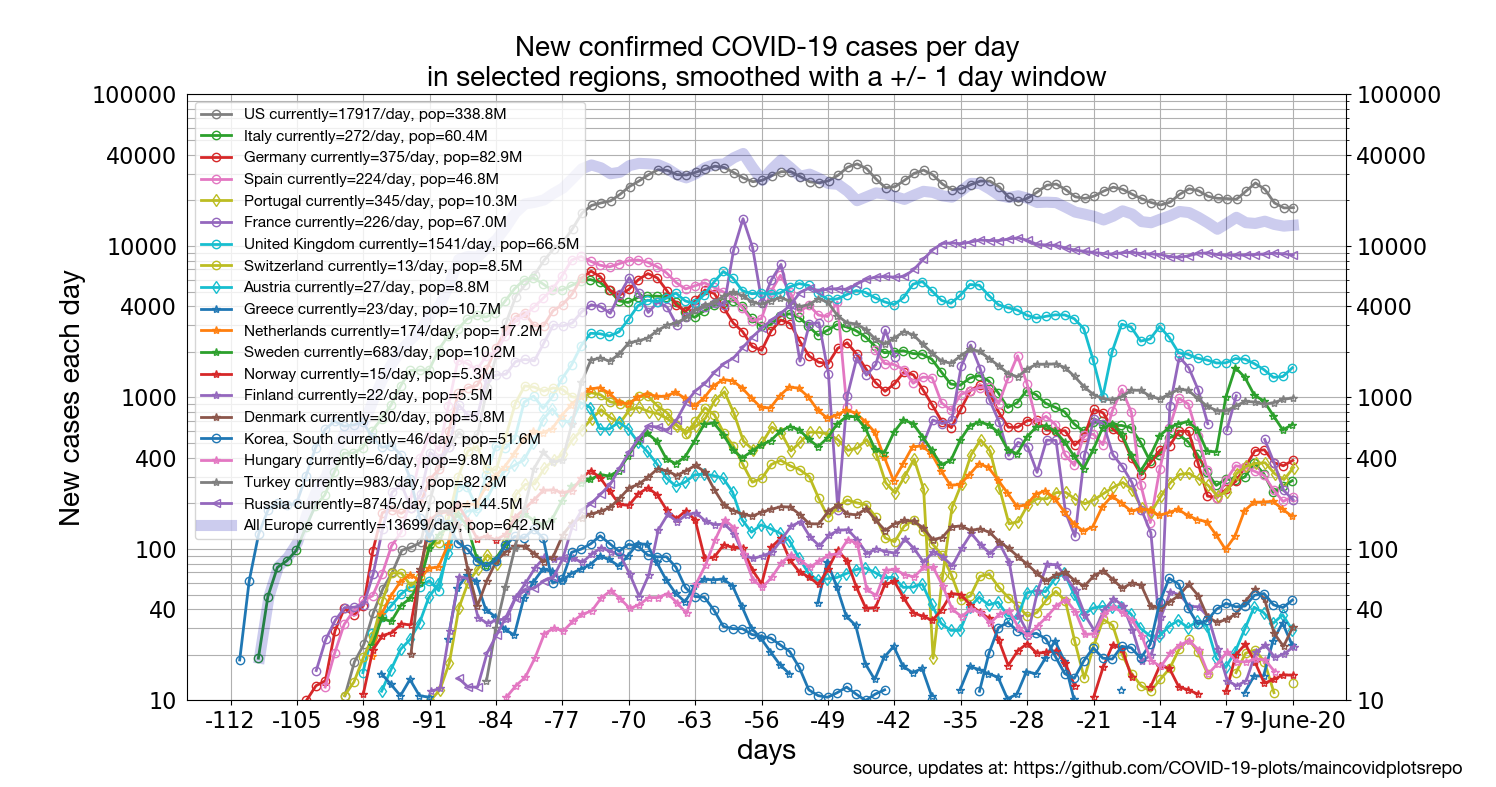 New confirmed COVID-19 cases per day
in selected regions, smoothed with a +/- 1 day window
100000
40000
10000
4000
1000
400
100
40
10
New cases each day
US currently=17917/day, pop=338.8M
Italy currently=272/day, pop=60.4M
Germany currently=375/day, pop=82.9M
Spain currently=224/day, pop=46.8M
Portugal currently=345/day, pop=10.3M
France currently=226/day, pop=67.0M
United Kingdom currently=1541/day, pop=66.5M
Switzerland currently=13/day, pop=8.5M
Austria currently=27/day, pop=8.8M
Greece currently=23/day, pop=10.7M
Netherlands currently=174/day, pop=17.2M
Sweden currently=683/day, pop=10.2M
Norway currently=15/day, pop=5.3M
Finland currently=22/day, pop=5.5M
Denmark currently=30/day, pop=5.8M
Korea, South currently=46/day, pop=51.6M
Hungary currently=6/day, pop=9.8M
Turkey currently=983/day, pop=82.3M
Russia currently=8745/day, pop=144.5M
All Europe currently=13699/day, pop=642.5M
100000
40000
10000
4000
1000
400
100
40
10
-112 -105 -98 -91 -84 -77 -70 -63 -56 -49 -42 -35 -28 -21 -14 -7 9-June-20
days
source, updates at: https://github.com/COVID-19-plots/maincovidplotsrepo